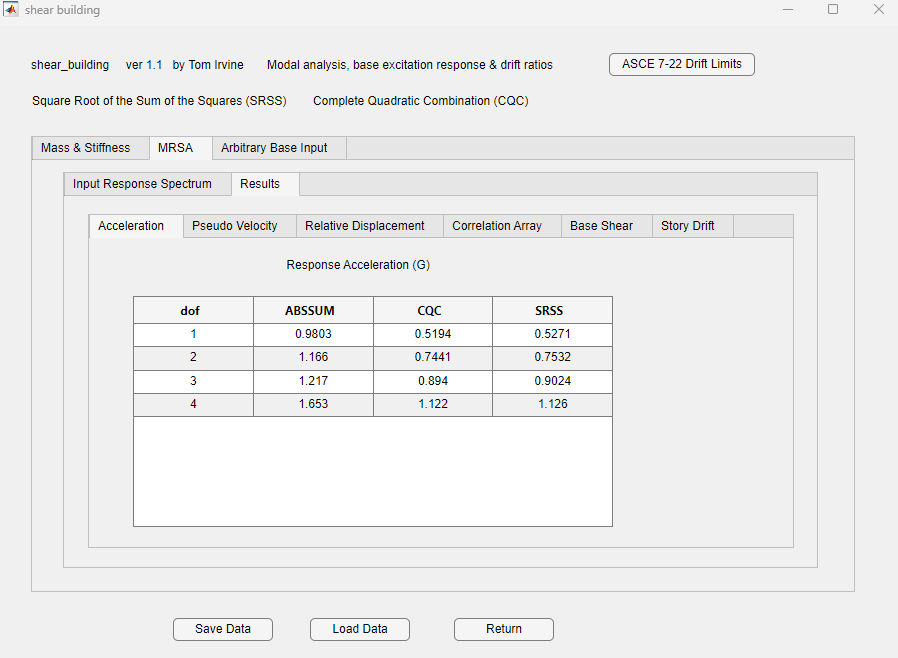 shear building
shear_building ver 1.1 by Tom Irvine Modal analysis, base excitation response & drift ratios ASCE 7-22 Drift Limits
Square Root of the Sum of the Squares (SRSS) Complete Quadratic Combination (CQC)
Mass & Stiffness MRSA Arbitrary Base Input
Input Response Spectrum Results
Acceleration Pseudo Velocity Relative Displacement Correlation Array Base Shear Story Drift
Response Acceleration (G)
dof ABSSUM CQC SRSS
1 0.9803 0.5194 0.5271
2 1.166 0.7441 0.7532
3 1.217 0.894 0.9024
4 1.653 1.122 1.126
Save Data Load Data Return